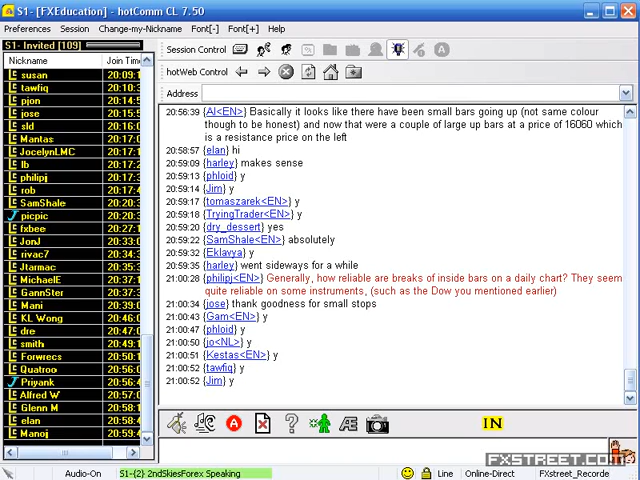 S1- [FXEducation] - hotComm CL 7.50
Preferences Session Change-my-Nickname Font[-] Font[+] Help
S1- Invited [109]
Session Control
Nickname Join Time
hotWeb Control
Address
susan 20:09:1
tawfiq 20:10:3
pjon 20:14:5
jose 20:15:5
sld 20:17:2
Mantas 20:17:2
JocelynLMC 20:17:3
lb 20:17:3
philipj 20:17:4
rob 20:17:4
SamShale 20:20:3
picpic 20:20:3
fxbee 20:27:1
JonJ 20:33:0
rivac7 20:34:2
Jtarmac 20:36:2
MichaelE 20:37:0
GannSter 20:37:2
Mani 20:39:0
KL Wong 20:46:0
dre 20:46:2
smith 20:49:1
Forwrecs 20:50:1
Quatroo 20:56:2
Priyank 20:56:4
Alfred W 20:57:2
Glenn M 20:58:2
elan 20:58:4
Manoj 20:59:4
20:56:39 {Al<EN>} Basically it looks like there have been small bars going up (not same colour
though to be honest) and now that were a couple of large up bars at a price of 16060 which
is a resistance price on the left
20:58:57 {elan} hi
20:59:09 {harley} makes sense
20:59:13 {phloid} y
20:59:14 {Jim} y
20:59:17 {tomaszarek<EN>} y
20:59:18 {TryingTrader<EN>} y
20:59:20 {dry_dessert} yes
20:59:22 {SamShale<EN>} absolutely
20:59:32 {Eklavya} y
20:59:35 {harley} went sideways for a while
21:00:28 {philipj<EN>} Generally, how reliable are breaks of inside bars on a daily chart? They seem
quite reliable on some instruments, (such as the Dow you mentioned earlier)
21:00:34 {jose} thank goodness for small stops
21:00:43 {Gam<EN>} y
21:00:47 {phloid} y
21:00:50 {jo<NL>} y
21:00:51 {Kestas<EN>} y
21:00:52 {tawfiq} y
21:00:52 {Jim} y
IN
FXSTREET.CO
Audio-On S1-{2} 2ndSkiesForex Speaking Line Online-Direct FXstreet_Recorde